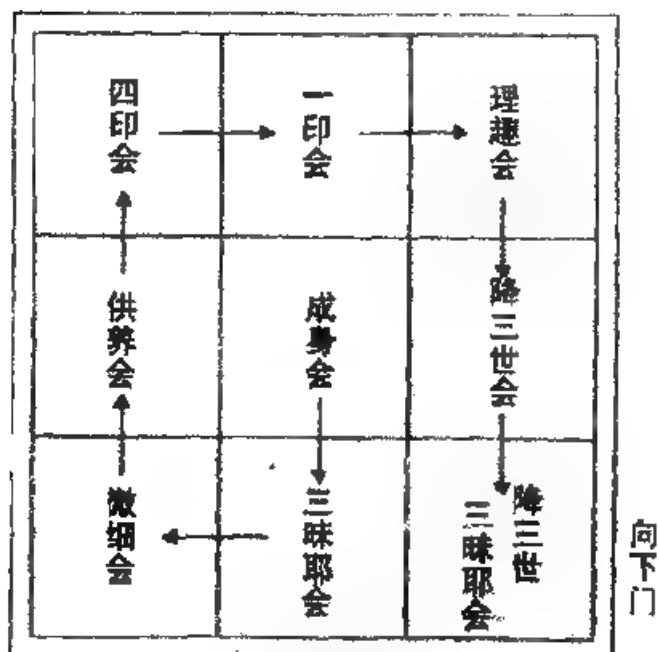 四印会
一印会
理趣会
供养会
成身会
降三世会
微细会
三昧耶会
降三世
三昧耶会
向下门